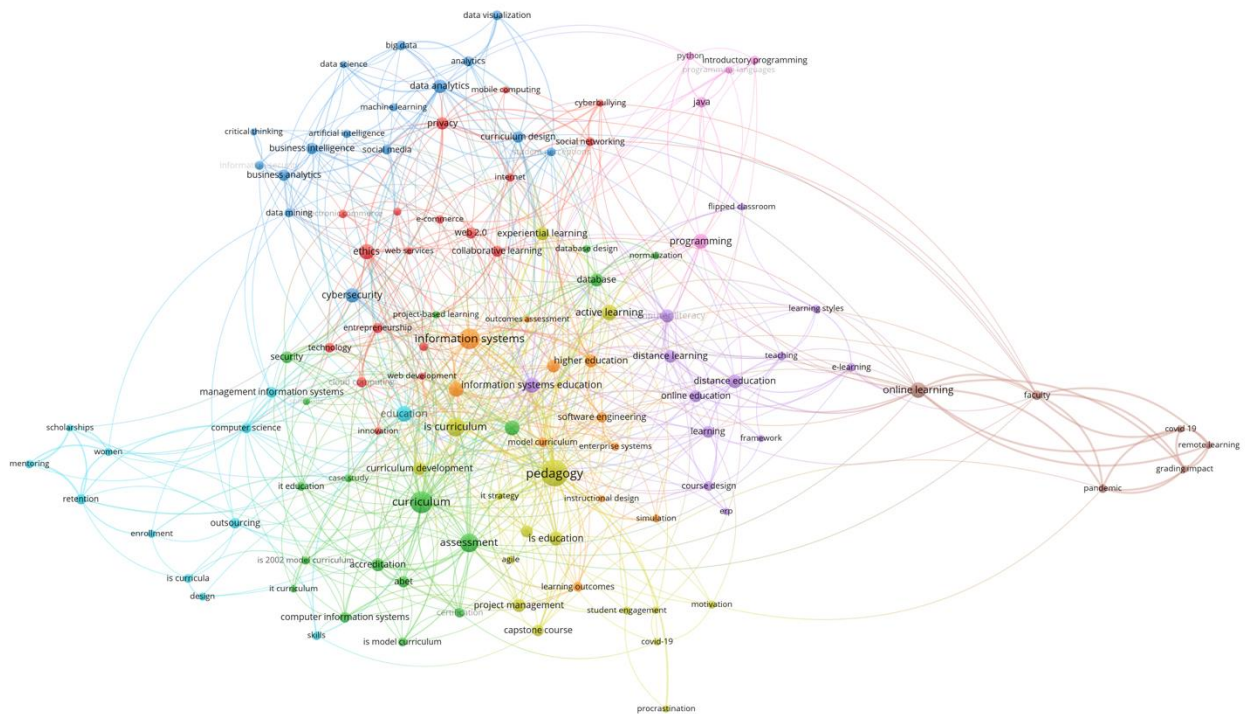 data visualization
big data
data science
analytics
data analytics
machine learning
mobile computing
python
introductory programming
programming languages
java
cyberbullying
privacy
critical thinking
artificial intelligence
curriculum design
social networking
business intelligence
social media
business analytics
internet
data mining
e-commerce
flipped classroom
web 2.0
experiential learning
programming
ethics
web services
collaborative learning
database design
normalization
database
cybersecurity
project-based learning
outcomes assessment
active learning
learning styles
entrepreneurship
information systems
technology
security
higher education
distance learning
teaching
e-learning
web development
cloud computing
management information systems
information systems education
distance education
online education
online learning
faculty
education
software engineering
scholarships
computer science
innovation
is curriculum
learning
covid 19
women
model curriculum
enterprise systems
framework
remote learning
mentoring
curriculum development
pedagogy
grading impact
it education
case study
course design
pandemic
retention
it strategy
instructional design
curriculum
erp
outsourcing
simulation
enrollment
assessment
is education
is 2002 model curriculum
accreditation
agile
is curricula
abet
learning outcomes
design
it curriculum
project management
student engagement
motivation
computer information systems
certification
skills
is model curriculum
capstone course
covid-19
procrastination